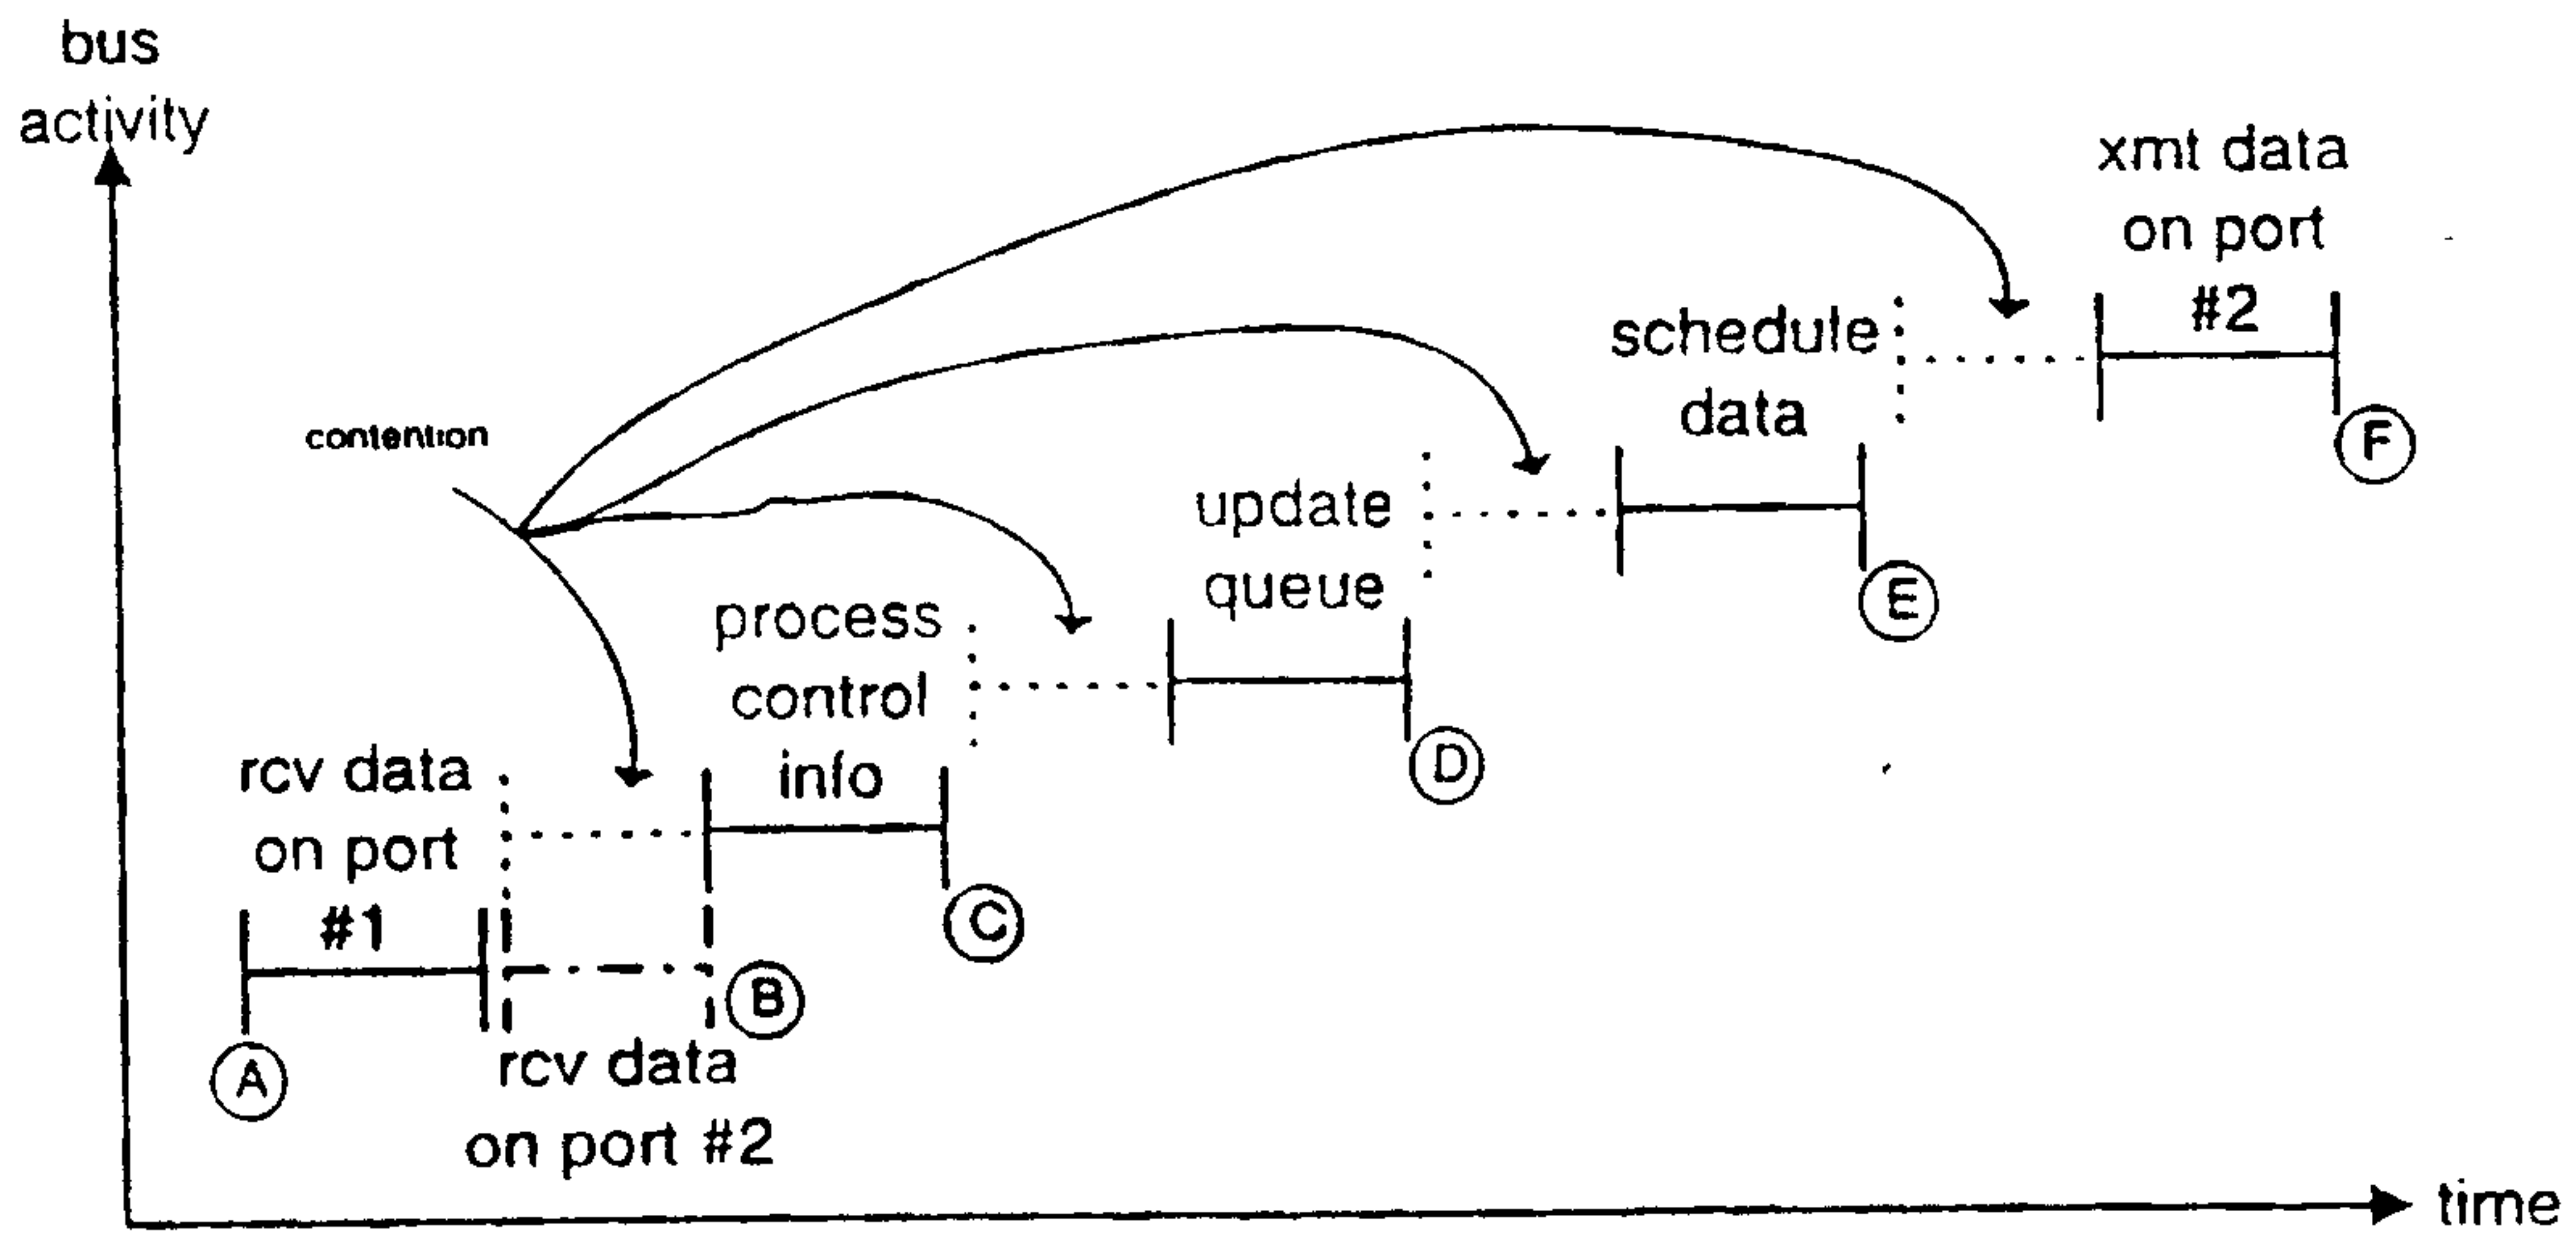 bus
activity
contention
rcv data
on port
#1
A
rcv data
on port #2
B
process
control
info
C
update
queue
D
schedule
data
E
xmt data
on port
#2
F
time